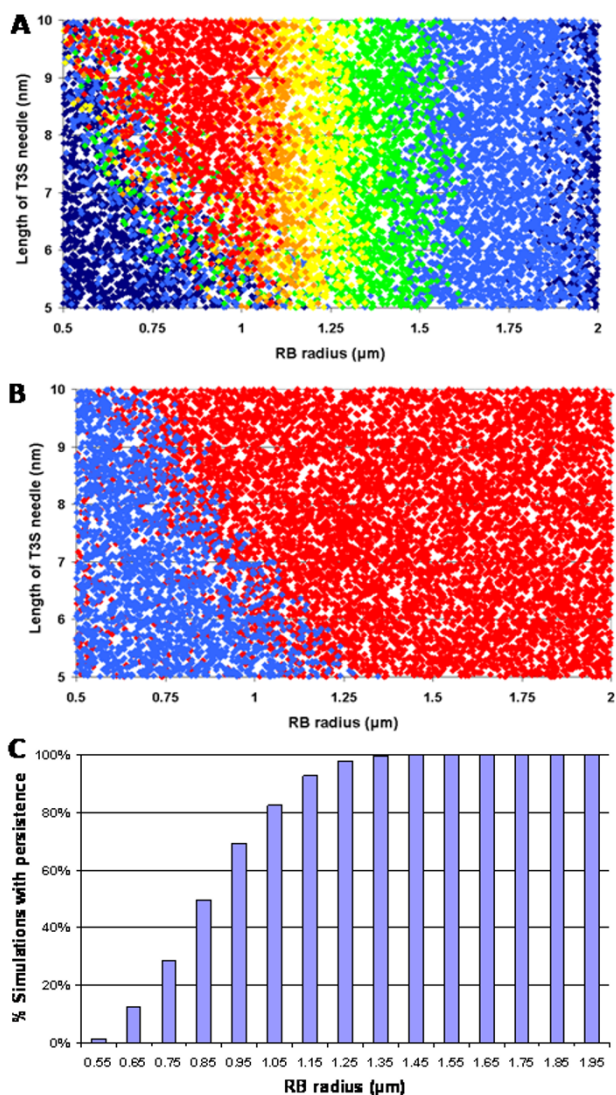 A
Length of T3S needle (nm)
10
9
8
7
6
5
0.5 0.75 1 1.25 1.5 1.75 2
RB radius (µm)
B
Length of T3S needle (nm)
10
9
8
7
6
5
0.5 0.75 1 1.25 1.5 1.75 2
RB radius (µm)
C
% Simulations with persistence
100%
80%
60%
40%
20%
0%
0.55 0.65 0.75 0.85 0.95 1.05 1.15 1.25 1.35 1.45 1.55 1.65 1.75 1.85 1.95
RB radius (µm)